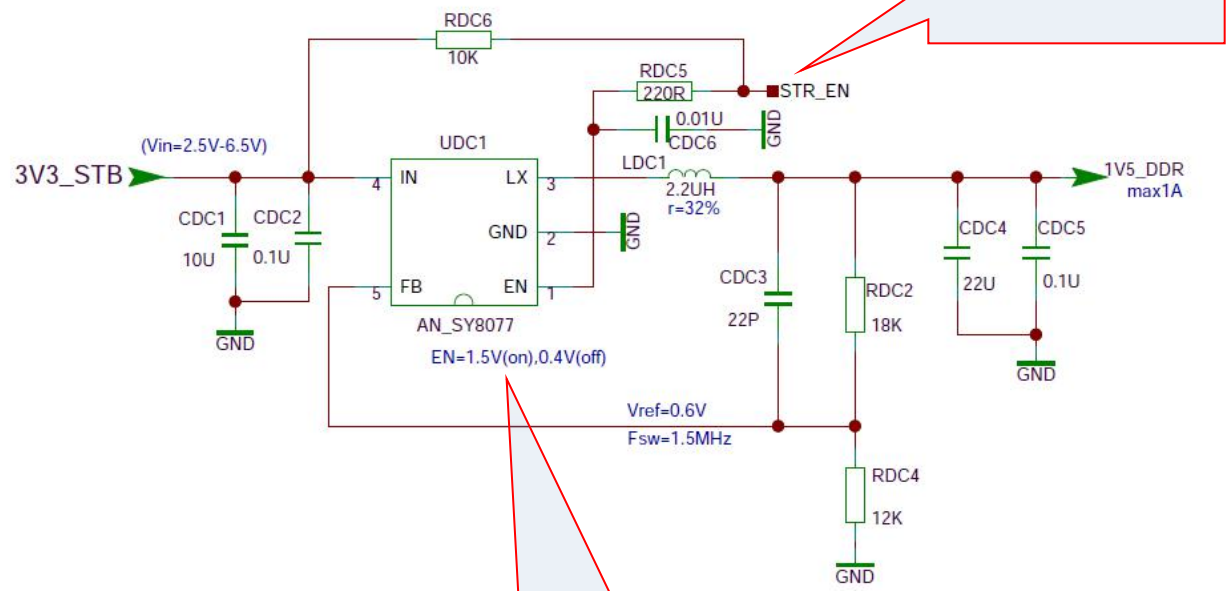 RDC6
10K
RDC5
220R
STR_EN
0.01U
CDC6
GND
(Vin=2.5V-6.5V)
UDC1
LDC1
3V3_STB
4
IN
LX
3
2.2UH
r=32%
1V5_DDR
max1A
CDC1
10U
CDC2
0.1U
GND
2
GND
CDC4
22U
CDC5
0.1U
CDC3
22P
RDC2
18K
5
FB
EN
1
GND
AN_SY8077
EN=1.5V(on),0.4V(off)
GND
Vref=0.6V
Fsw=1.5MHz
RDC4
12K
GND